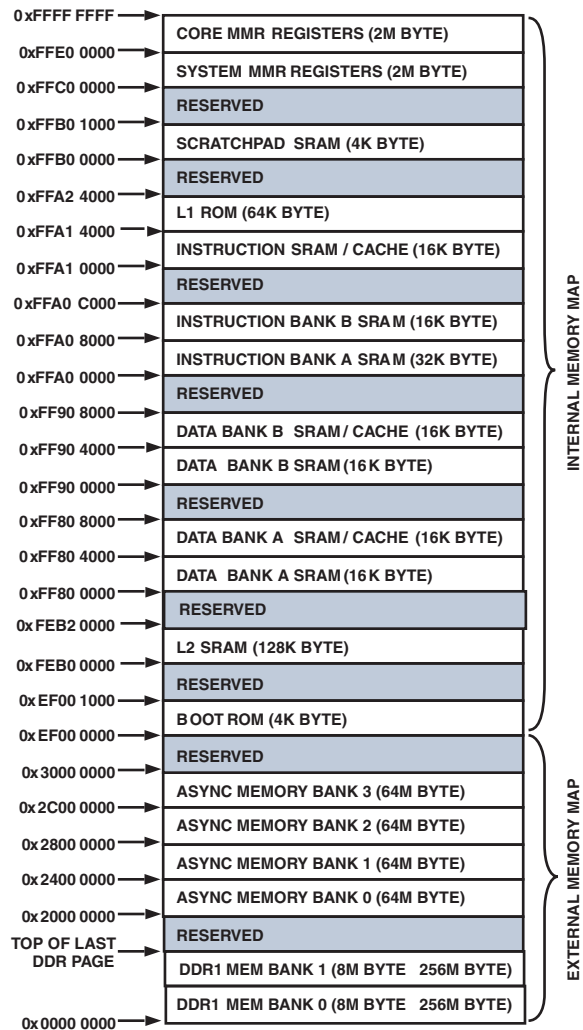 0xFFFF FFFF
CORE MMR REGISTERS (2M BYTE)
0xFFE0 0000
SYSTEM MMR REGISTERS (2M BYTE)
0xFFC0 0000
RESERVED
0xFFB0 1000
SCRATCHPAD SRAM (4K BYTE)
0xFFB0 0000
RESERVED
0xFFA2 4000
L1 ROM (64K BYTE)
0xFFA1 4000
INSTRUCTION SRAM / CACHE (16K BYTE)
0xFFA1 0000
RESERVED
0xFFA0 C000
INSTRUCTION BANK B SRAM (16K BYTE)
0xFFA0 8000
INSTRUCTION BANK A SRAM (32K BYTE)
0xFFA0 0000
RESERVED
0xFF90 8000
DATA BANK B SRAM / CACHE (16K BYTE)
0xFF90 4000
DATA BANK B SRAM (16K BYTE)
0xFF90 0000
RESERVED
0xFF80 8000
DATA BANK A SRAM / CACHE (16K BYTE)
0xFF80 4000
DATA BANK A SRAM (16K BYTE)
0xFF80 0000
RESERVED
0xFEB2 0000
L2 SRAM (128K BYTE)
0xFEB0 0000
RESERVED
0xEF00 1000
BOOT ROM (4K BYTE)
0xEF00 0000
RESERVED
0x3000 0000
ASYNC MEMORY BANK 3 (64M BYTE)
0x2C00 0000
ASYNC MEMORY BANK 2 (64M BYTE)
0x2800 0000
ASYNC MEMORY BANK 1 (64M BYTE)
0x2400 0000
ASYNC MEMORY BANK 0 (64M BYTE)
0x2000 0000
RESERVED
TOP OF LAST
DDR PAGE
DDR1 MEM BANK 1 (8M BYTE 256M BYTE)
DDR1 MEM BANK 0 (8M BYTE 256M BYTE)
0x0000 0000
INTERNAL MEMORY MAP
EXTERNAL MEMORY MAP